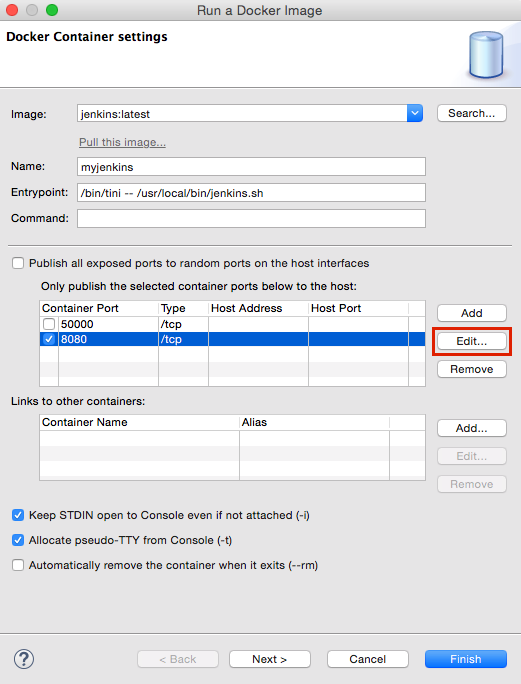 Run a Docker Image
Docker Container settings
Image: jenkins:latest Search...
Pull this image...
Name: myjenkins
Entrypoint: /bin/tini -- /usr/local/bin/jenkins.sh
Command:
Publish all exposed ports to random ports on the host interfaces
Only publish the selected container ports below to the host:
Container Port Type Host Address Host Port Add
50000 /tcp
8080 /tcp Edit...
Remove
Links to other containers:
Container Name Alias Add...
Edit...
Remove
Keep STDIN open to Console even if not attached (-i)
Allocate pseudo-TTY from Console (-t)
Automatically remove the container when it exits (--rm)
? < Back Next > Cancel Finish